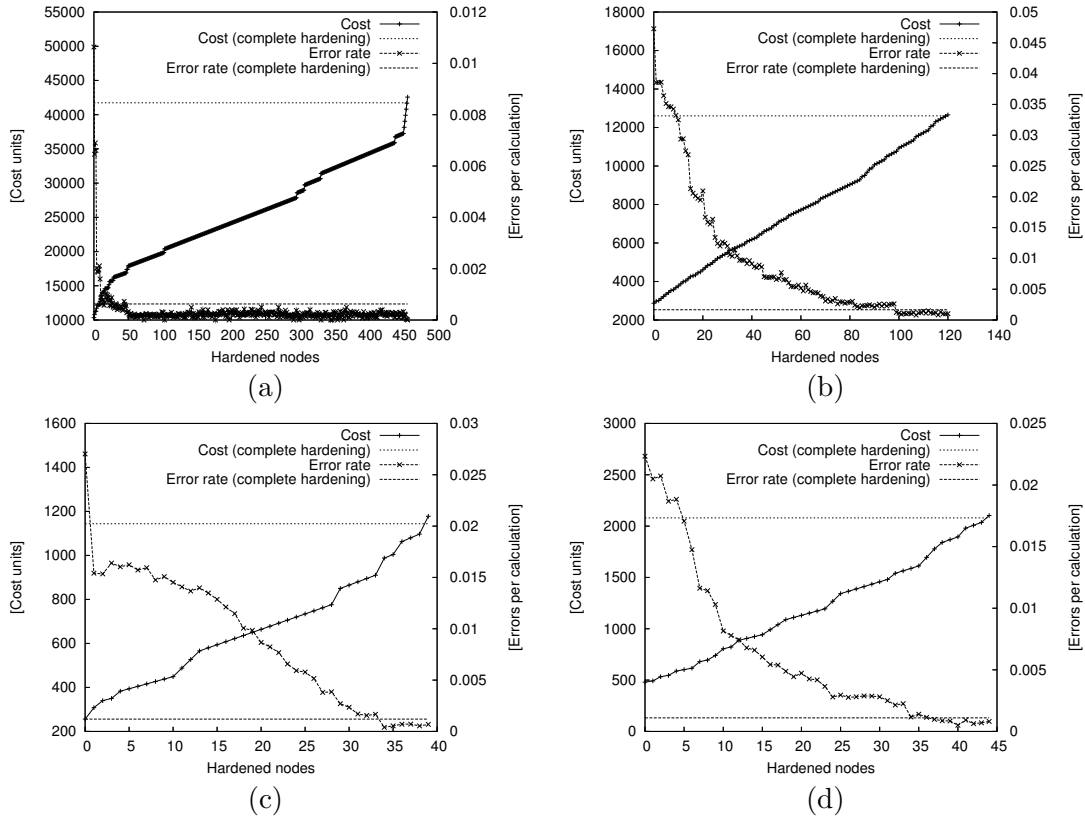 55000
50000
45000
40000
35000
30000
25000
20000
15000
10000
[Cost units]
0 50 100 150 200 250 300 350 400 450 500
Hardened nodes
0.012
0.01
0.008
0.006
0.004
0.002
0
[Errors per calculation]
Cost
Cost (complete hardening)
Error rate
Error rate (complete hardening)
(a)
18000
16000
14000
12000
10000
8000
6000
4000
2000
[Cost units]
0 20 40 60 80 100 120 140
Hardened nodes
0.05
0.045
0.04
0.035
0.03
0.025
0.02
0.015
0.01
0.005
0
[Errors per calculation]
Cost
Cost (complete hardening)
Error rate
Error rate (complete hardening)
(b)
1600
1400
1200
1000
800
600
400
200
[Cost units]
0 5 10 15 20 25 30 35 40
Hardened nodes
0.03
0.025
0.02
0.015
0.01
0.005
0
[Errors per calculation]
Cost
Cost (complete hardening)
Error rate
Error rate (complete hardening)
(c)
3000
2500
2000
1500
1000
500
0
[Cost units]
0 5 10 15 20 25 30 35 40 45
Hardened nodes
0.025
0.02
0.015
0.01
0.005
0
[Errors per calculation]
Cost
Cost (complete hardening)
Error rate
Error rate (complete hardening)
(d)